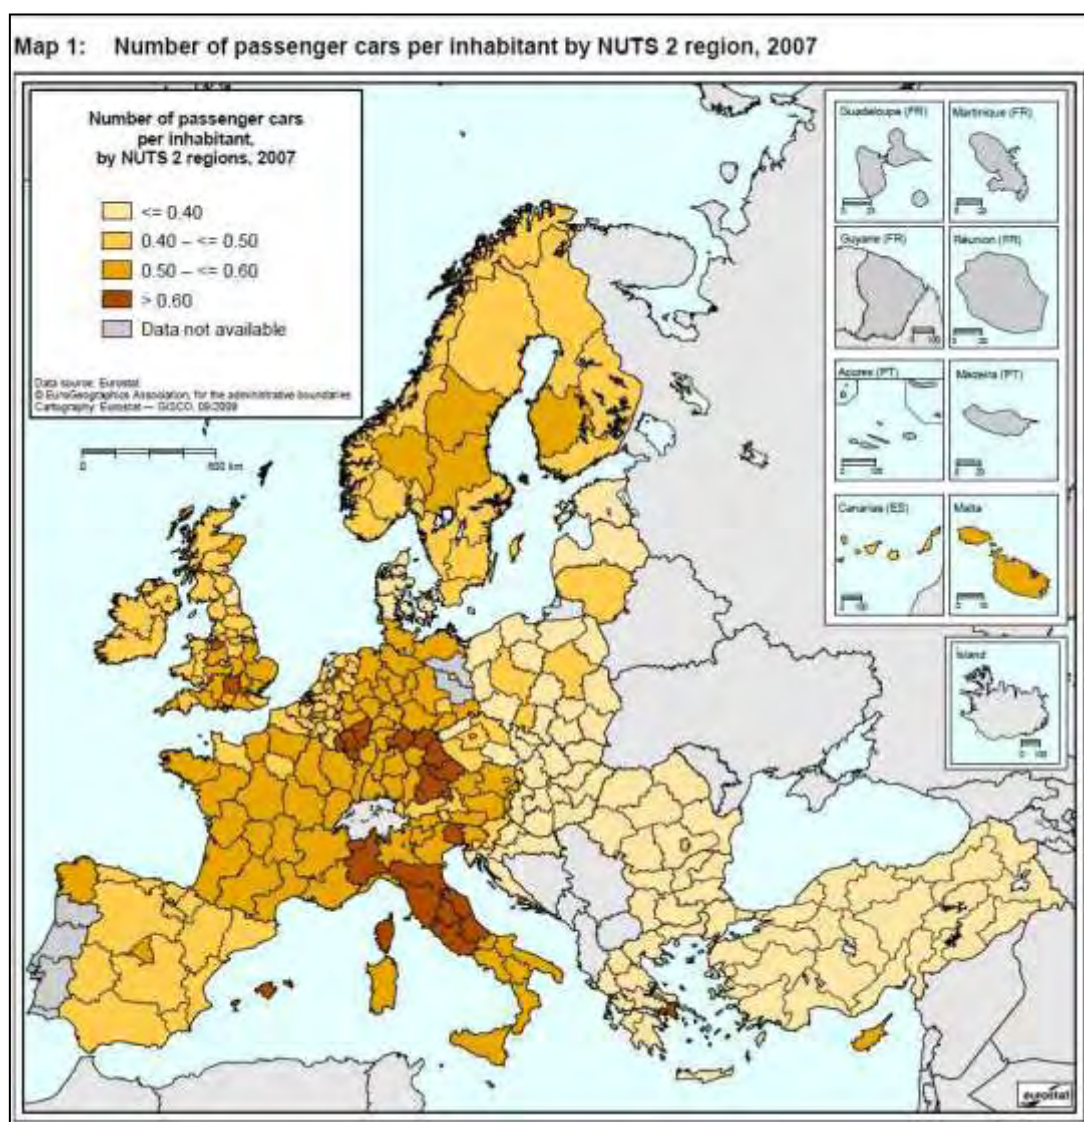 Map 1: Number of passenger cars per inhabitant by NUTS 2 region, 2007
Number of passenger cars
per inhabitant,
by NUTS 2 regions, 2007
<= 0.40
0.40 – <= 0.50
0.50 – <= 0.60
> 0.60
Data not available
Data source: Eurostat
© EuroGeographics Association, for the administrative boundaries
Cartography: Eurostat — GISCO, 09/2009
0 600 km
Guadeloupe (FR)
Martinique (FR)
Guyane (FR)
Réunion (FR)
Açores (PT)
Madeira (PT)
Canarias (ES)
Malta
Ísland
eurostat